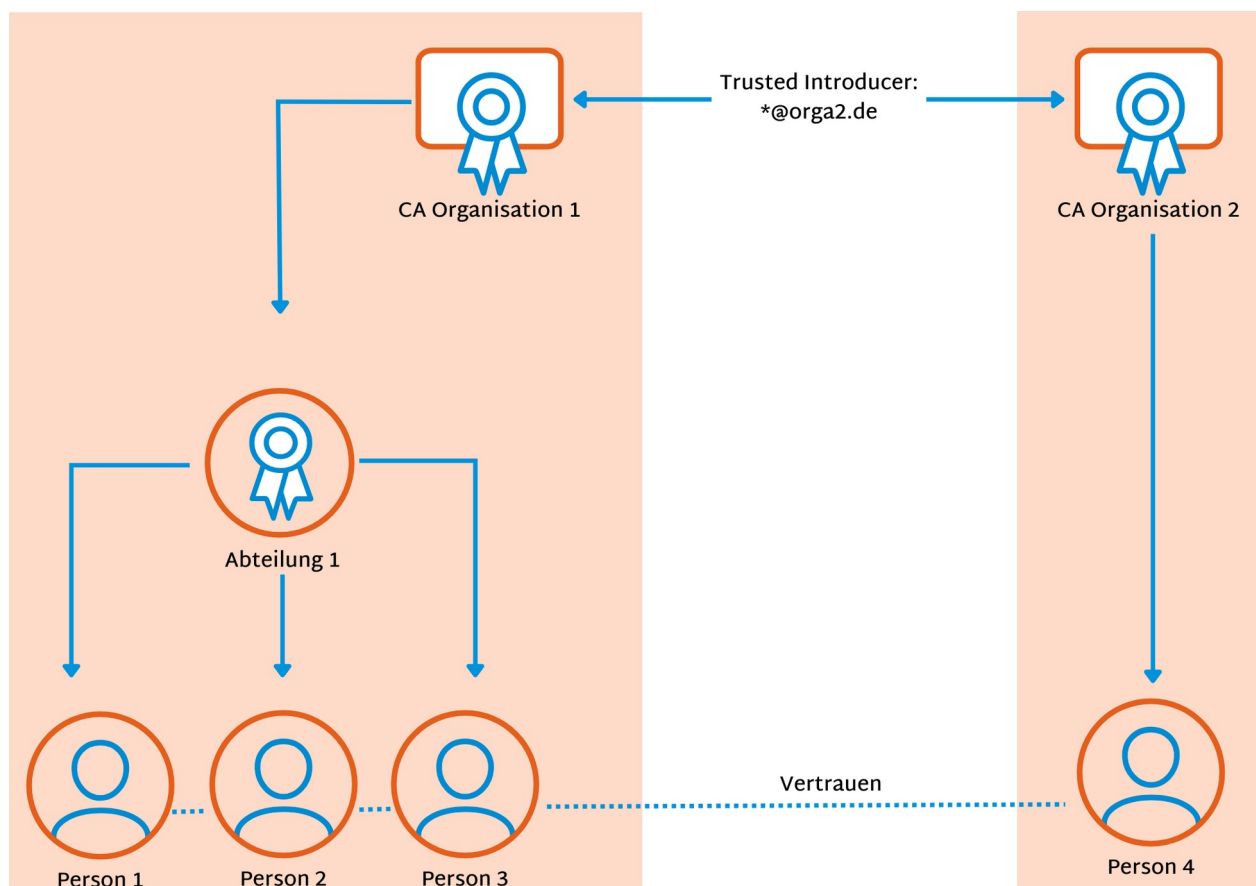 Trusted Introducer:
*@orga2.de
CA Organisation 1
CA Organisation 2
Abteilung 1
Vertrauen
Person 1
Person 2
Person 3
Person 4